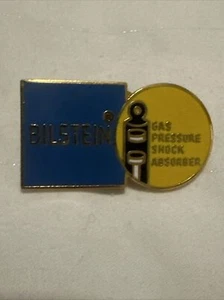 BILSTEIN®
GAS
PRESSURE
SHOCK
ABSORBER